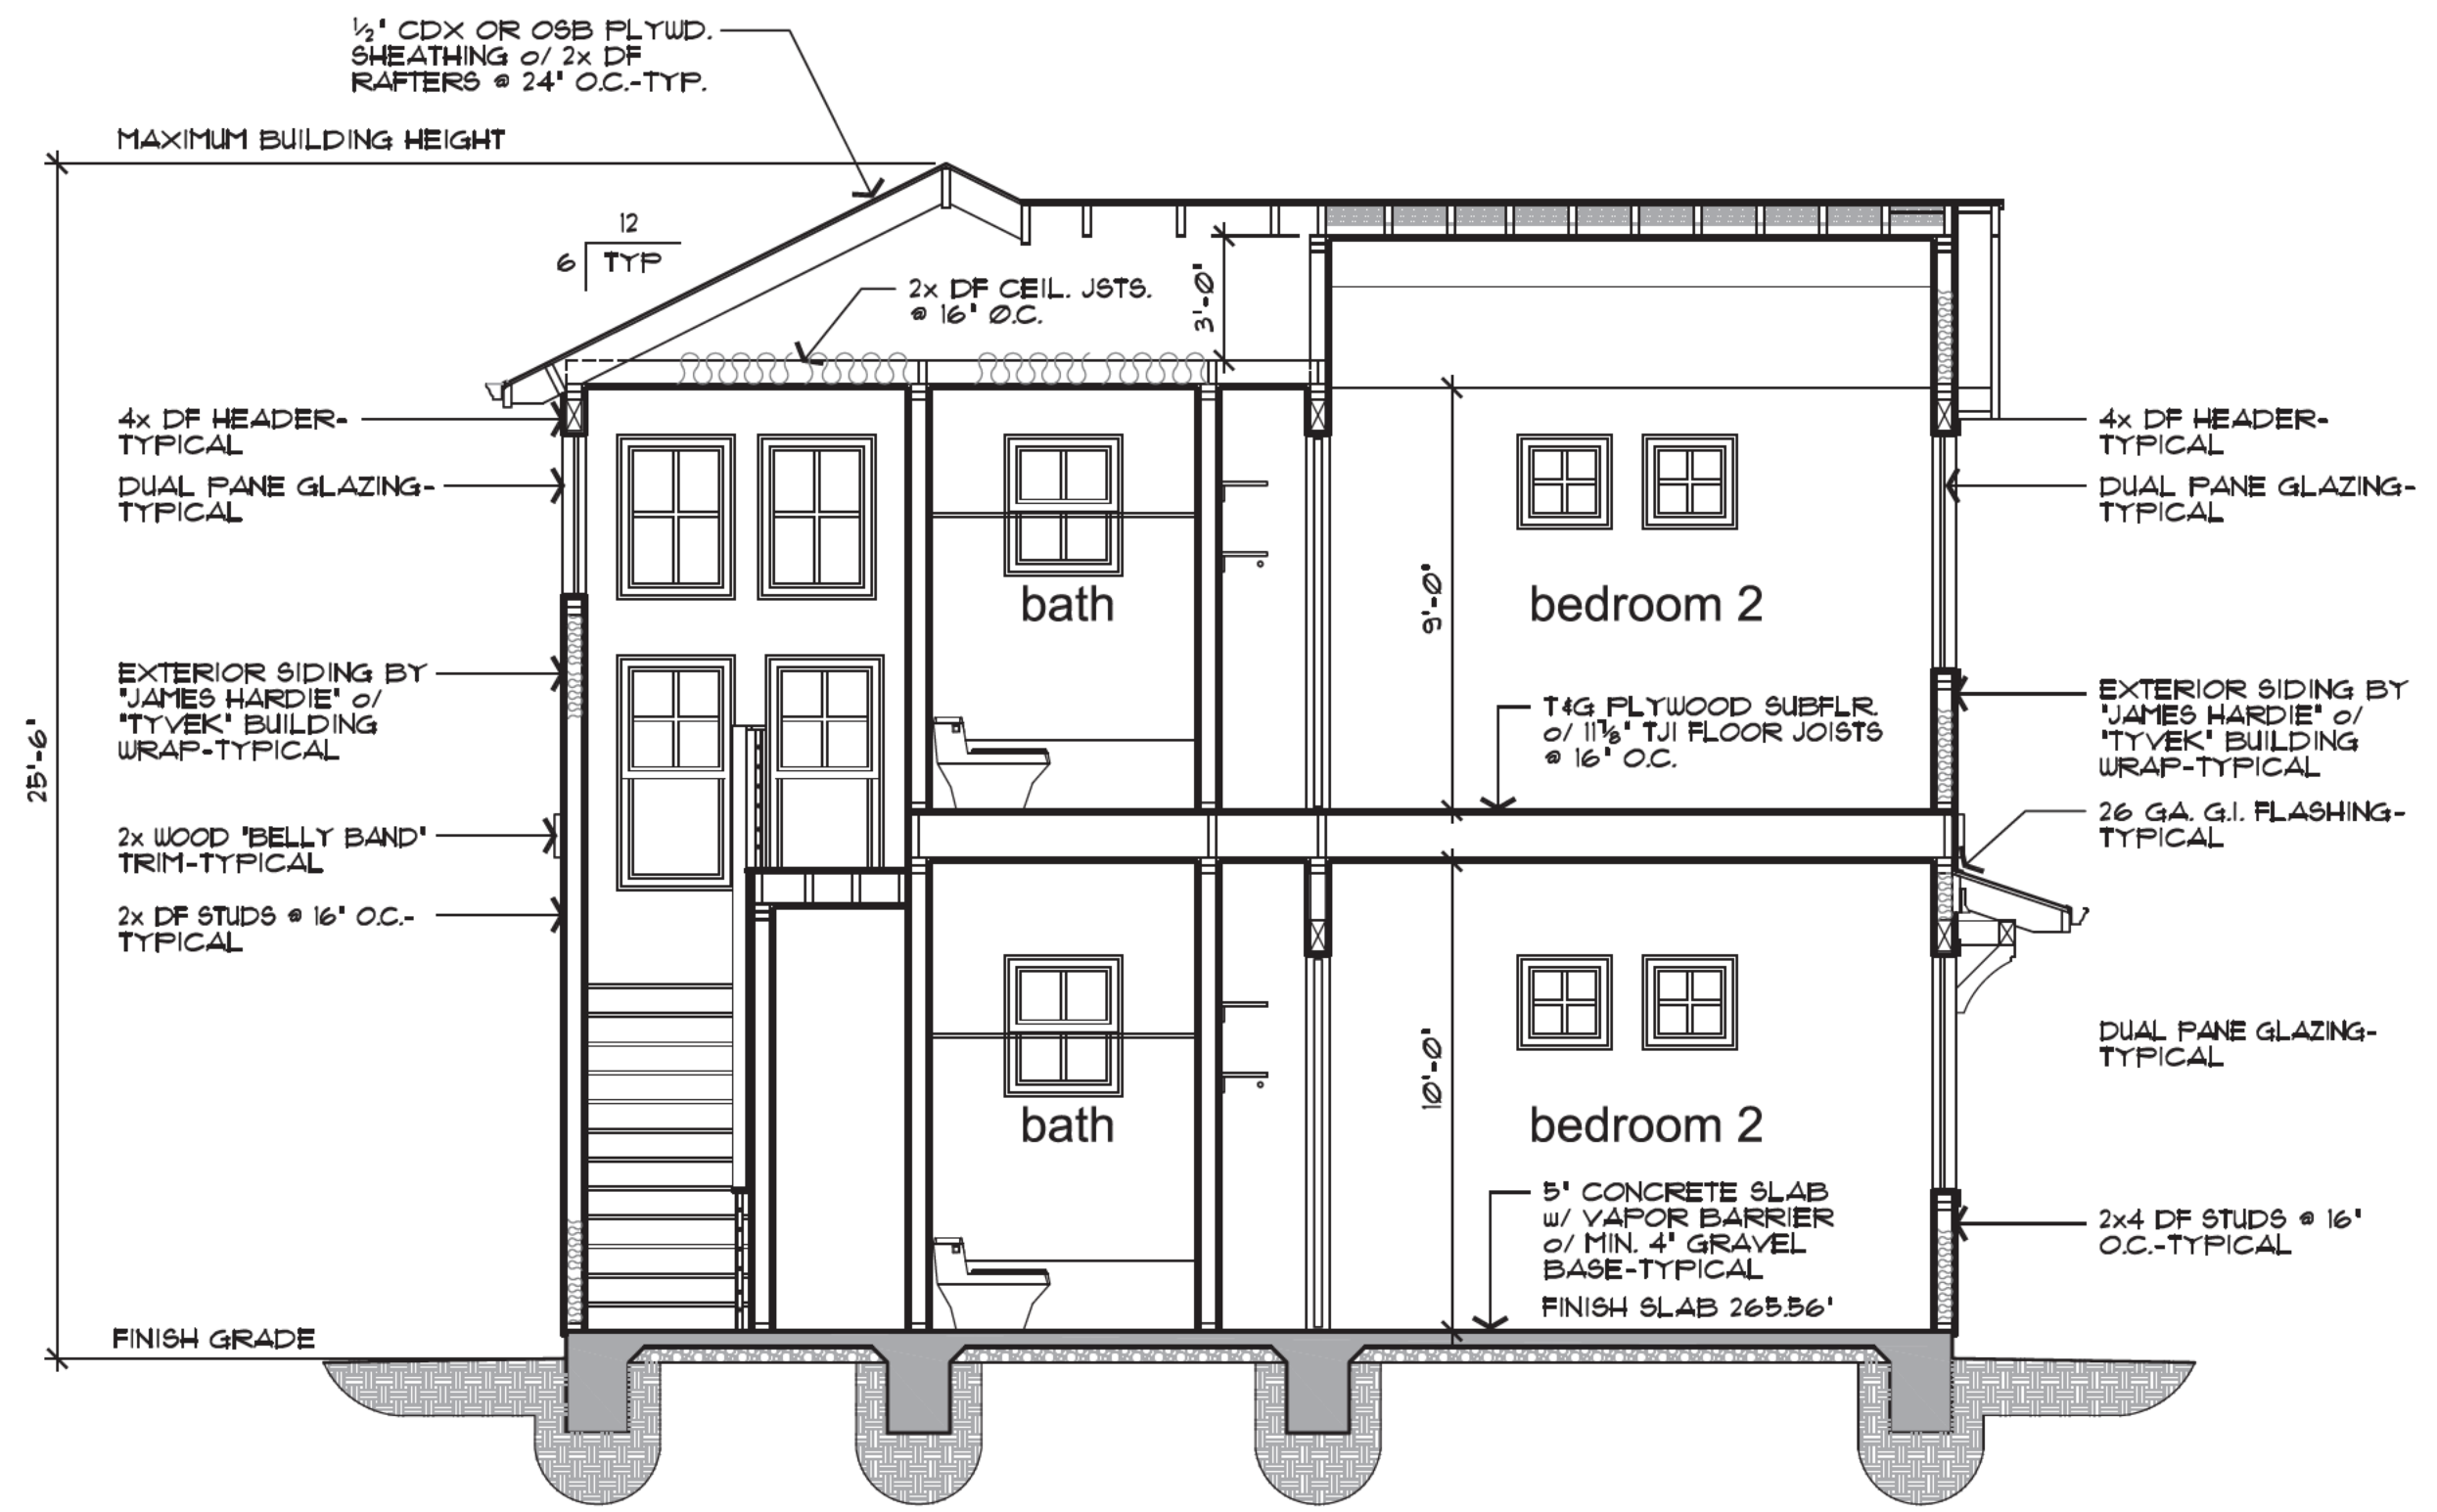 ½" CDX OR OSB PLYWD.
SHEATHING o/ 2x DF
RAFTERS @ 24" O.C.-TYP.
MAXIMUM BUILDING HEIGHT
12
6 TYP
2x DF CEIL. JSTS.
@ 16" O.C.
3'-0"
4x DF HEADER-
TYPICAL
DUAL PANE GLAZING-
TYPICAL
EXTERIOR SIDING BY
"JAMES HARDIE" o/
"TYVEK" BUILDING
WRAP-TYPICAL
25'-6"
2x WOOD "BELLY BAND"
TRIM-TYPICAL
2x DF STUDS @ 16" O.C.-
TYPICAL
FINISH GRADE
bath
9'-0"
bedroom 2
T&G PLYWOOD SUBFLR.
o/ 11⅞" TJI FLOOR JOISTS
@ 16" O.C.
bath
10'-0"
bedroom 2
5" CONCRETE SLAB
w/ VAPOR BARRIER
o/ MIN. 4" GRAVEL
BASE-TYPICAL
FINISH SLAB 265.56'
4x DF HEADER-
TYPICAL
DUAL PANE GLAZING-
TYPICAL
EXTERIOR SIDING BY
"JAMES HARDIE" o/
"TYVEK" BUILDING
WRAP-TYPICAL
26 GA. G.I. FLASHING-
TYPICAL
DUAL PANE GLAZING-
TYPICAL
2x4 DF STUDS @ 16"
O.C.-TYPICAL